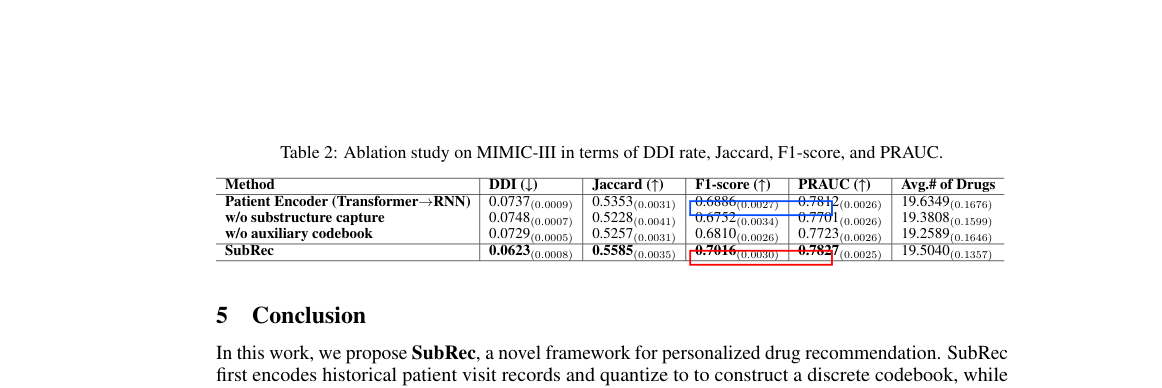 Table 2: Ablation study on MIMIC-III in terms of DDI rate, Jaccard, F1-score, and PRAUC.
Method DDI (↓) Jaccard (↑) F1-score (↑) PRAUC (↑) Avg.# of Drugs
Patient Encoder (Transformer→RNN) 0.0737(0.0009) 0.5353(0.0031) 0.6886(0.0027) 0.7812(0.0026) 19.6349(0.1676)
w/o substructure capture 0.0748(0.0007) 0.5228(0.0041) 0.6752(0.0034) 0.7701(0.0026) 19.3808(0.1599)
w/o auxiliary codebook 0.0729(0.0005) 0.5257(0.0031) 0.6810(0.0026) 0.7723(0.0026) 19.2589(0.1646)
SubRec 0.0623(0.0008) 0.5585(0.0035) 0.7016(0.0030) 0.7827(0.0025) 19.5040(0.1357)
5 Conclusion
In this work, we propose SubRec, a novel framework for personalized drug recommendation. SubRec
first encodes historical patient visit records and quantize to to construct a discrete codebook, while